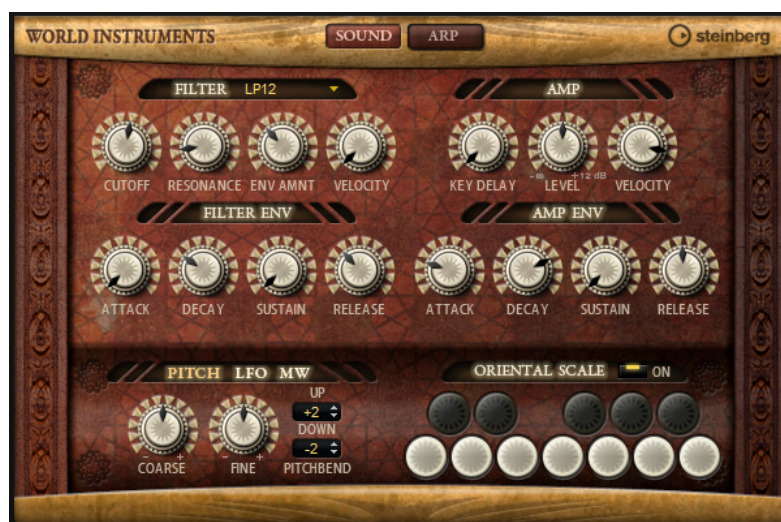 WORLD INSTRUMENTS SOUND ARP steinberg
FILTER LP12
CUTOFF RESONANCE ENV AMNT VELOCITY
AMP
KEY DELAY -∞ LEVEL +12 dB VELOCITY
FILTER ENV
ATTACK DECAY SUSTAIN RELEASE
AMP ENV
ATTACK DECAY SUSTAIN RELEASE
PITCH LFO MW
UP
+2
DOWN
-2
PITCHBEND
- +
COARSE
- +
FINE
ORIENTAL SCALE ON